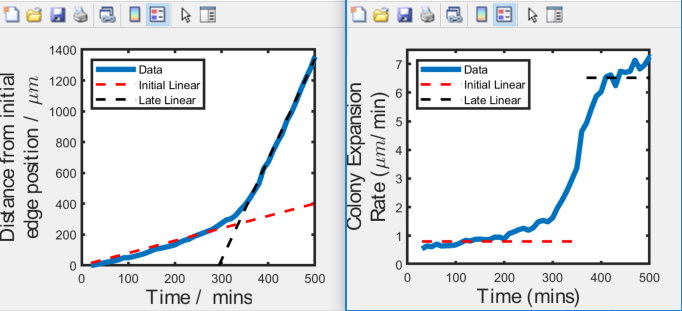 1400
1200
1000
800
600
400
200
0
0
100
200
300
400
500
Distance from initial
edge position / μm
Time / mins
Data
Initial Linear
Late Linear
7
6
5
4
3
2
1
0
0
100
200
300
400
500
Colony Expansion
Rate (μm/ min)
Time (mins)
Data
Initial Linear
Late Linear